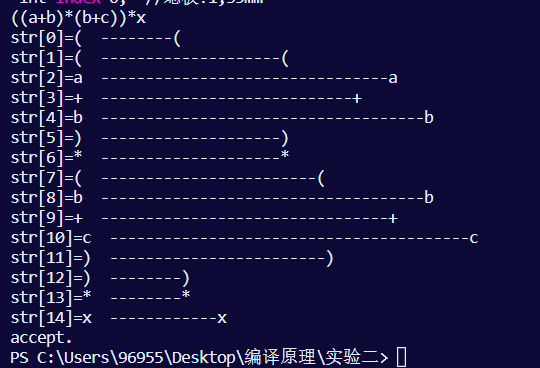 ((a+b)*(b+c))*x
str[0]=(  --------(
str[1]=(  --------------------(
str[2]=a  --------------------------------a
str[3]=+  ----------------------------+
str[4]=b  ------------------------------------b
str[5]=)  --------------------)
str[6]=*  --------------------*
str[7]=(  ------------------------(
str[8]=b  ------------------------------------b
str[9]=+  --------------------------------+
str[10]=c  ----------------------------------------c
str[11]=)  ------------------------)
str[12]=)  --------)
str[13]=*  --------*
str[14]=x  ------------x
accept.
PS C:\Users\96955\Desktop\编译原理\实验二>